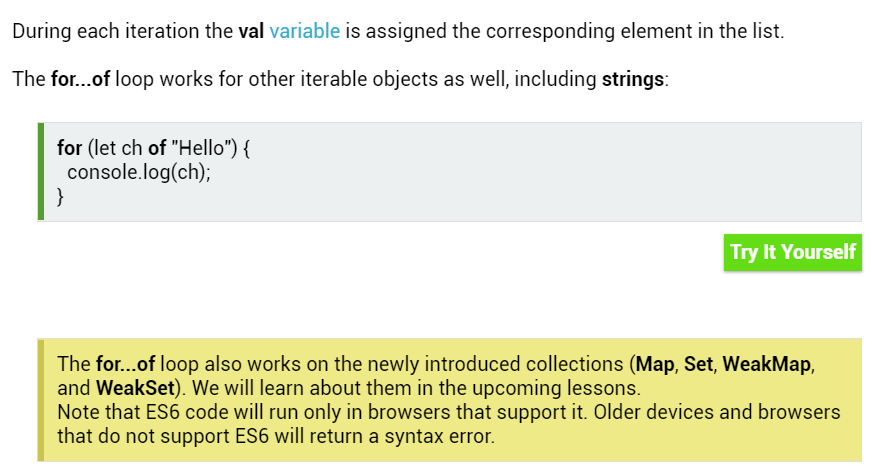 During each iteration the val variable is assigned the corresponding element in the list.
The for...of loop works for other iterable objects as well, including strings:
for (let ch of "Hello") {
console.log(ch);
}
Try It Yourself
The for...of loop also works on the newly introduced collections (Map, Set, WeakMap,
and WeakSet). We will learn about them in the upcoming lessons.
Note that ES6 code will run only in browsers that support it. Older devices and browsers
that do not support ES6 will return a syntax error.